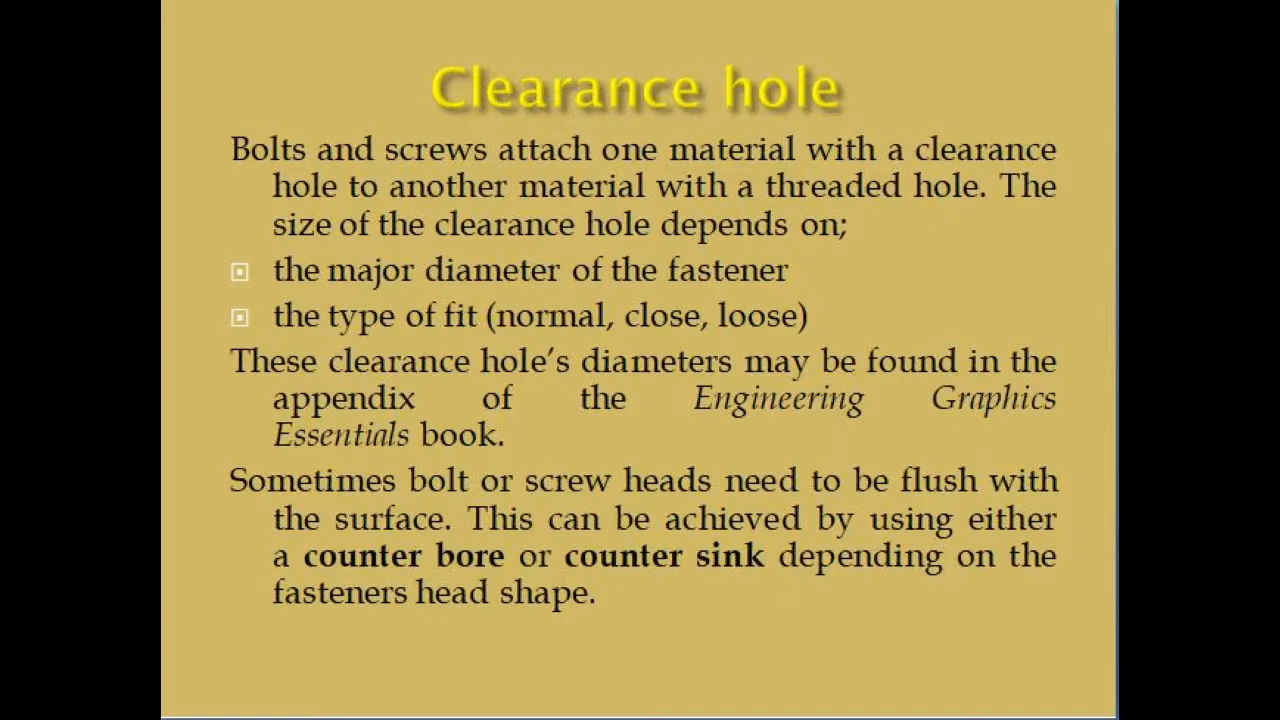 Clearance hole
Bolts and screws attach one material with a clearance
hole to another material with a threaded hole. The
size of the clearance hole depends on;
the major diameter of the fastener
the type of fit (normal, close, loose)
These clearance hole’s diameters may be found in the
appendix of the Engineering Graphics
Essentials book.
Sometimes bolt or screw heads need to be flush with
the surface. This can be achieved by using either
a counter bore or counter sink depending on the
fasteners head shape.